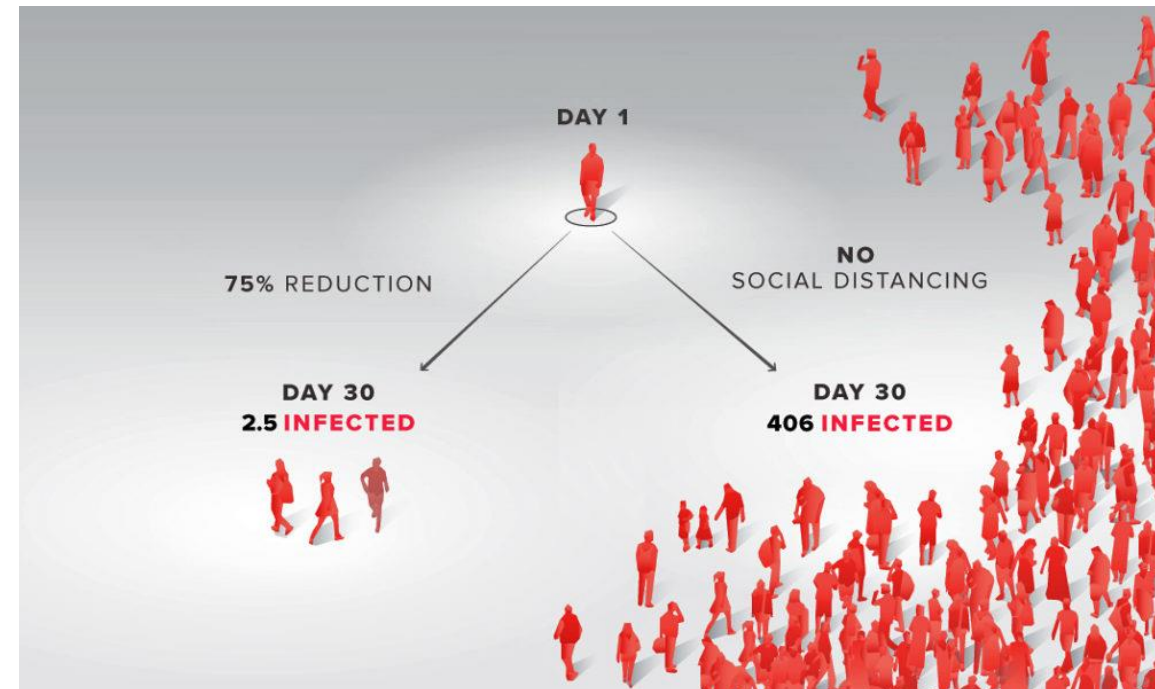 DAY 1
75% REDUCTION
NO
SOCIAL DISTANCING
DAY 30
2.5 INFECTED
DAY 30
406 INFECTED